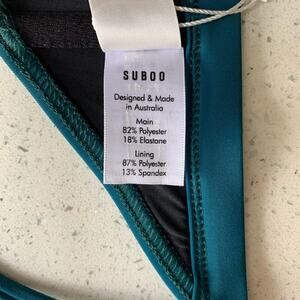 SUBOO
Designed & Made
in Australia
Main
82% Polyester
18% Elastane
Lining
87% Polyester
13% Spandex